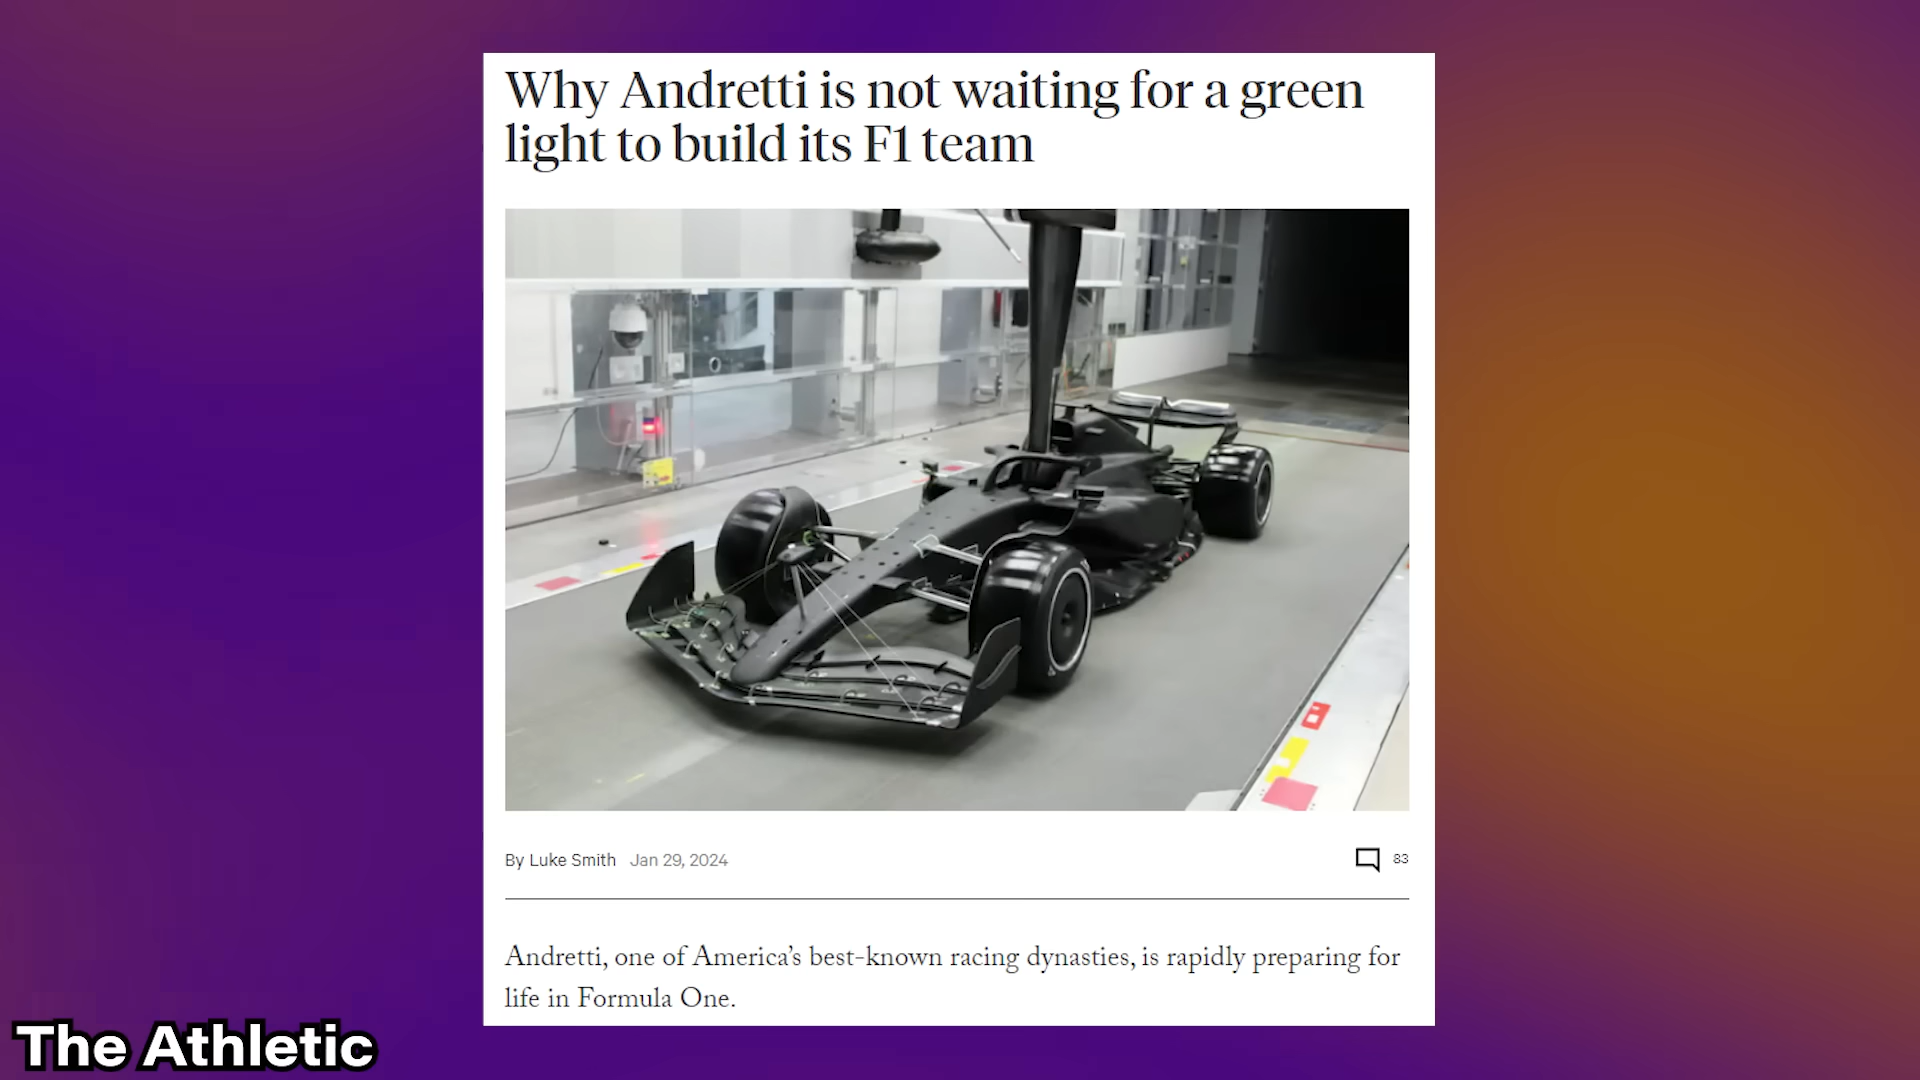 Why Andretti is not waiting for a green
light to build its F1 team
By Luke Smith Jan 29, 2024 83
Andretti, one of America’s best-known racing dynasties, is rapidly preparing for
life in Formula One.
The Athletic